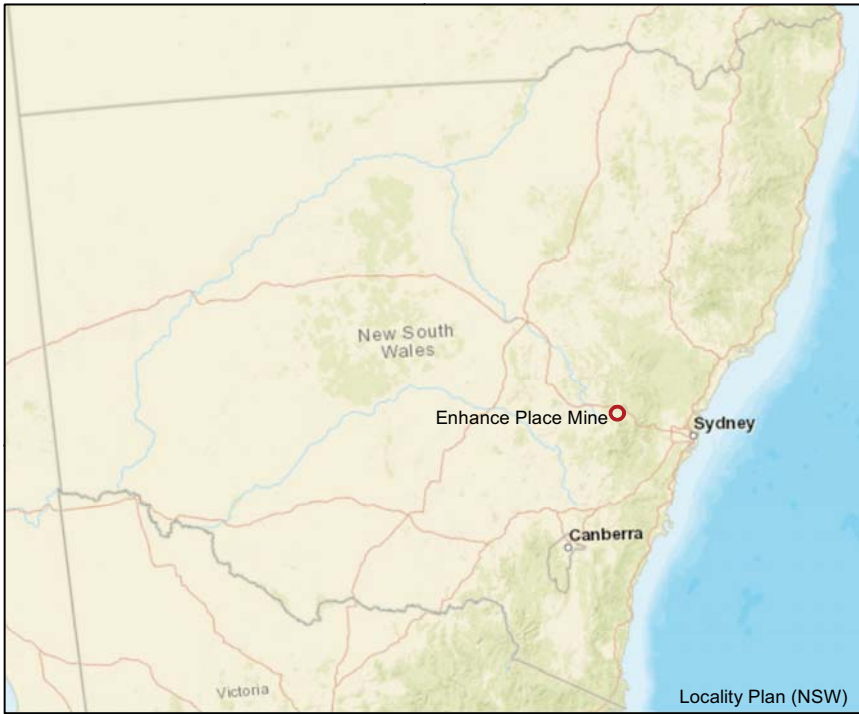 New South
Wales
Enhance Place Mine
Sydney
Canberra
Victoria
Locality Plan (NSW)